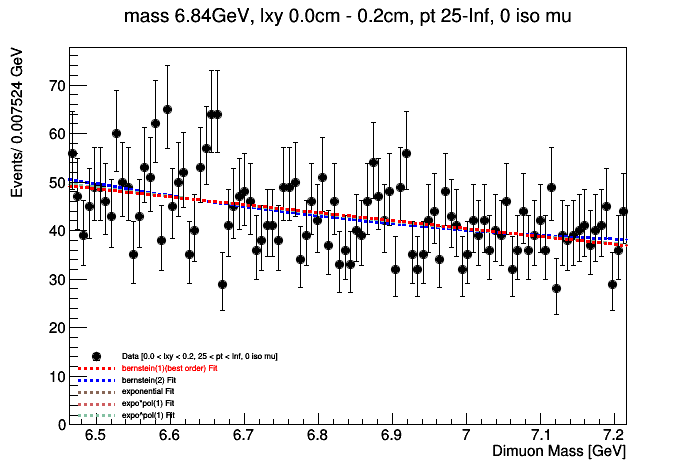 mass 6.84GeV, lxy 0.0cm - 0.2cm, pt 25-Inf, 0 iso mu
Events/ 0.007524 GeV
70
60
50
40
30
20
10
0
Data [0.0 < lxy < 0.2, 25 < pt < Inf, 0 iso mu]
bernstein(1)(best order) Fit
bernstein(2) Fit
exponential Fit
expo*pol(1) Fit
expo^pol(1) Fit
6.5 6.6 6.7 6.8 6.9 7 7.1 7.2
Dimuon Mass [GeV]